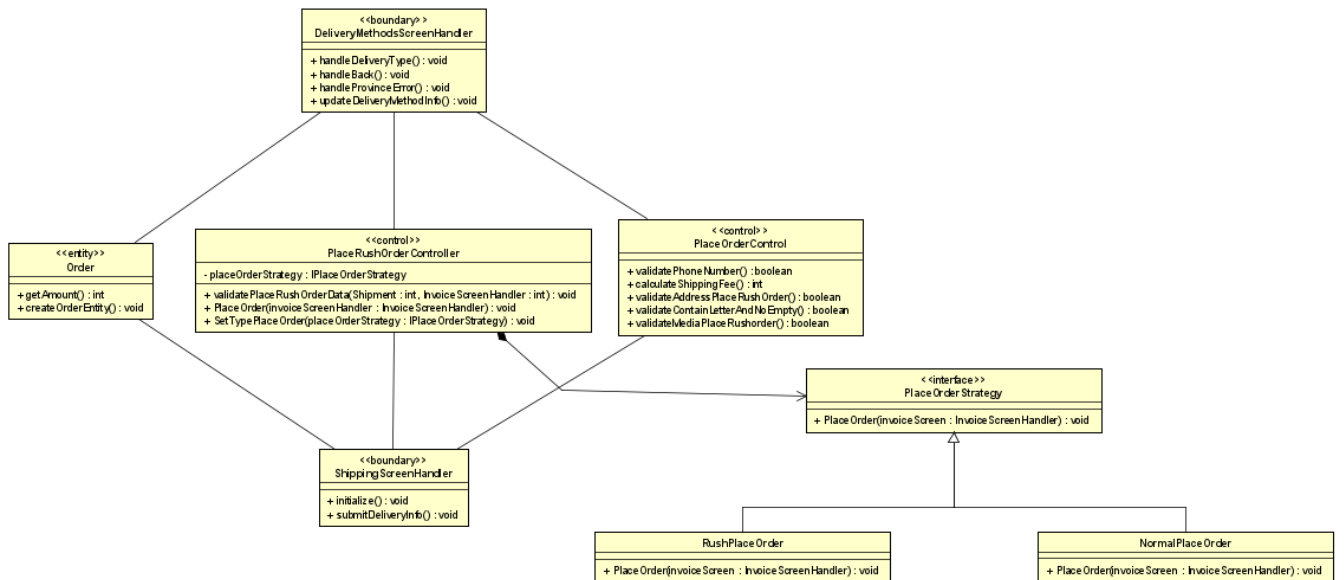 <<boundary>>
DeliveryMethodsScreenHandler
+ handleDeliveryType() : void
+ handleBack() : void
+ handleProvinceError() : void
+ updateDeliveryMethodInfo() : void
<<entity>>
Order
+ getAmount() : int
+ createOrderEntity() : void
<<control>>
PlaceRushOrderController
- placeOrderStrategy : IPlaceOrderStrategy
+ validatePlaceRushOrderData(Shipment : int, InvoiceScreenHandler : int) : void
+ PlaceOrder(invoiceScreenHandler : InvoiceScreenHandler) : void
+ SetTypePlaceOrder(placeOrderStrategy : IPlaceOrderStrategy) : void
<<control>>
PlaceOrderControl
+ validatePhoneNumber() : boolean
+ calculateShippingFee() : int
+ validateAddressPlaceRushOrder() : boolean
+ validateContainLetterAndNoEmpty() : boolean
+ validateMediaPlaceRushorder() : boolean
<<interface>>
PlaceOrderStrategy
+ PlaceOrder(invoiceScreen : InvoiceScreenHandler) : void
<<boundary>>
ShippingScreenHandler
+ initialize() : void
+ submitDeliveryInfo() : void
RushPlaceOrder
+ PlaceOrder(invoiceScreen : InvoiceScreenHandler) : void
NormalPlaceOrder
+ PlaceOrder(invoiceScreen : InvoiceScreenHandler) : void